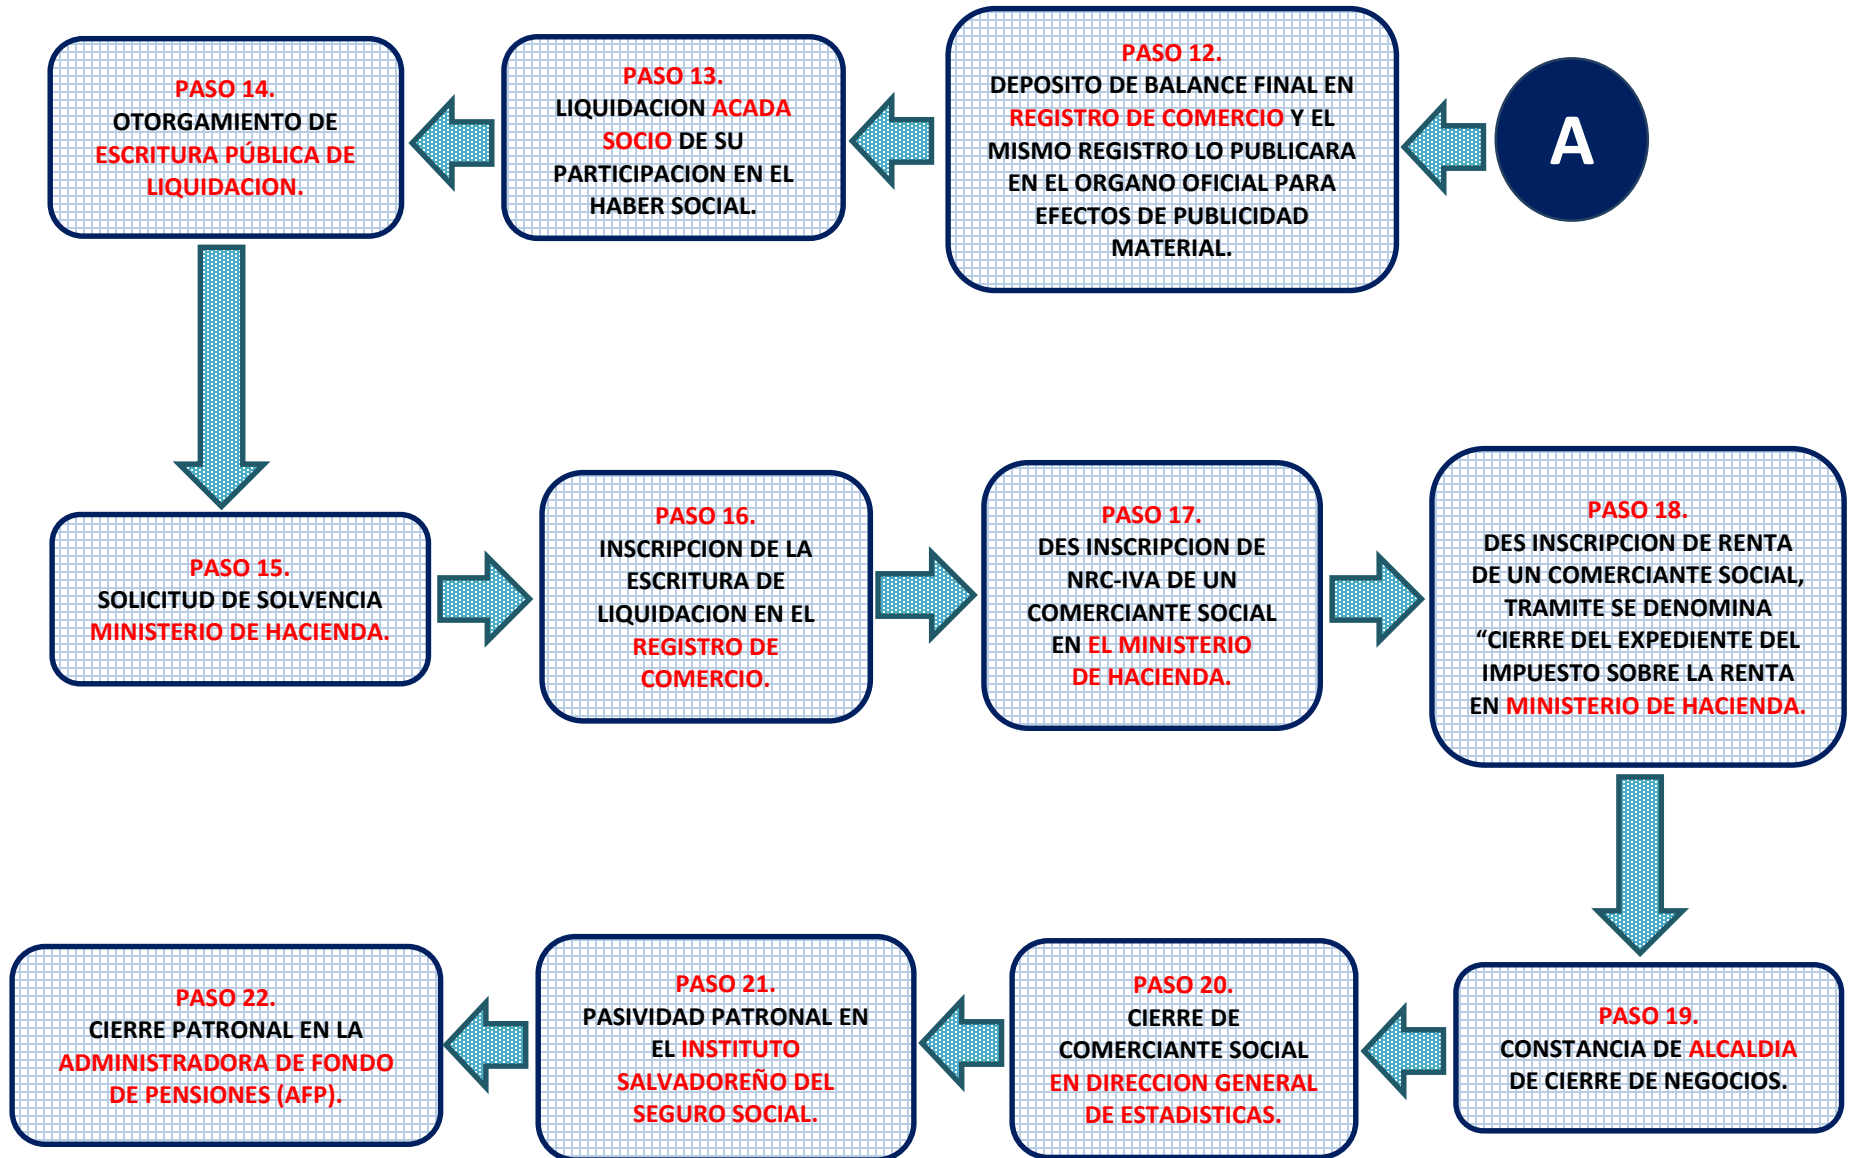 A
PASO 12.
DEPOSITO DE BALANCE FINAL EN
REGISTRO DE COMERCIO Y EL
MISMO REGISTRO LO PUBLICARA
EN EL ORGANO OFICIAL PARA
EFECTOS DE PUBLICIDAD
MATERIAL.
PASO 13.
LIQUIDACION ACADA
SOCIO DE SU
PARTICIPACION EN EL
HABER SOCIAL.
PASO 14.
OTORGAMIENTO DE
ESCRITURA PÚBLICA DE
LIQUIDACION.
PASO 15.
SOLICITUD DE SOLVENCIA
MINISTERIO DE HACIENDA.
PASO 16.
INSCRIPCION DE LA
ESCRITURA DE
LIQUIDACION EN EL
REGISTRO DE
COMERCIO.
PASO 17.
DES INSCRIPCION DE
NRC-IVA DE UN
COMERCIANTE SOCIAL
EN EL MINISTERIO
DE HACIENDA.
PASO 18.
DES INSCRIPCION DE RENTA
DE UN COMERCIANTE SOCIAL,
TRAMITE SE DENOMINA
“CIERRE DEL EXPEDIENTE DEL
IMPUESTO SOBRE LA RENTA
EN MINISTERIO DE HACIENDA.
PASO 19.
CONSTANCIA DE ALCALDIA
DE CIERRE DE NEGOCIOS.
PASO 20.
CIERRE DE
COMERCIANTE SOCIAL
EN DIRECCION GENERAL
DE ESTADISTICAS.
PASO 21.
PASIVIDAD PATRONAL EN
EL INSTITUTO
SALVADOREÑO DEL
SEGURO SOCIAL.
PASO 22.
CIERRE PATRONAL EN LA
ADMINISTRADORA DE FONDO
DE PENSIONES (AFP).